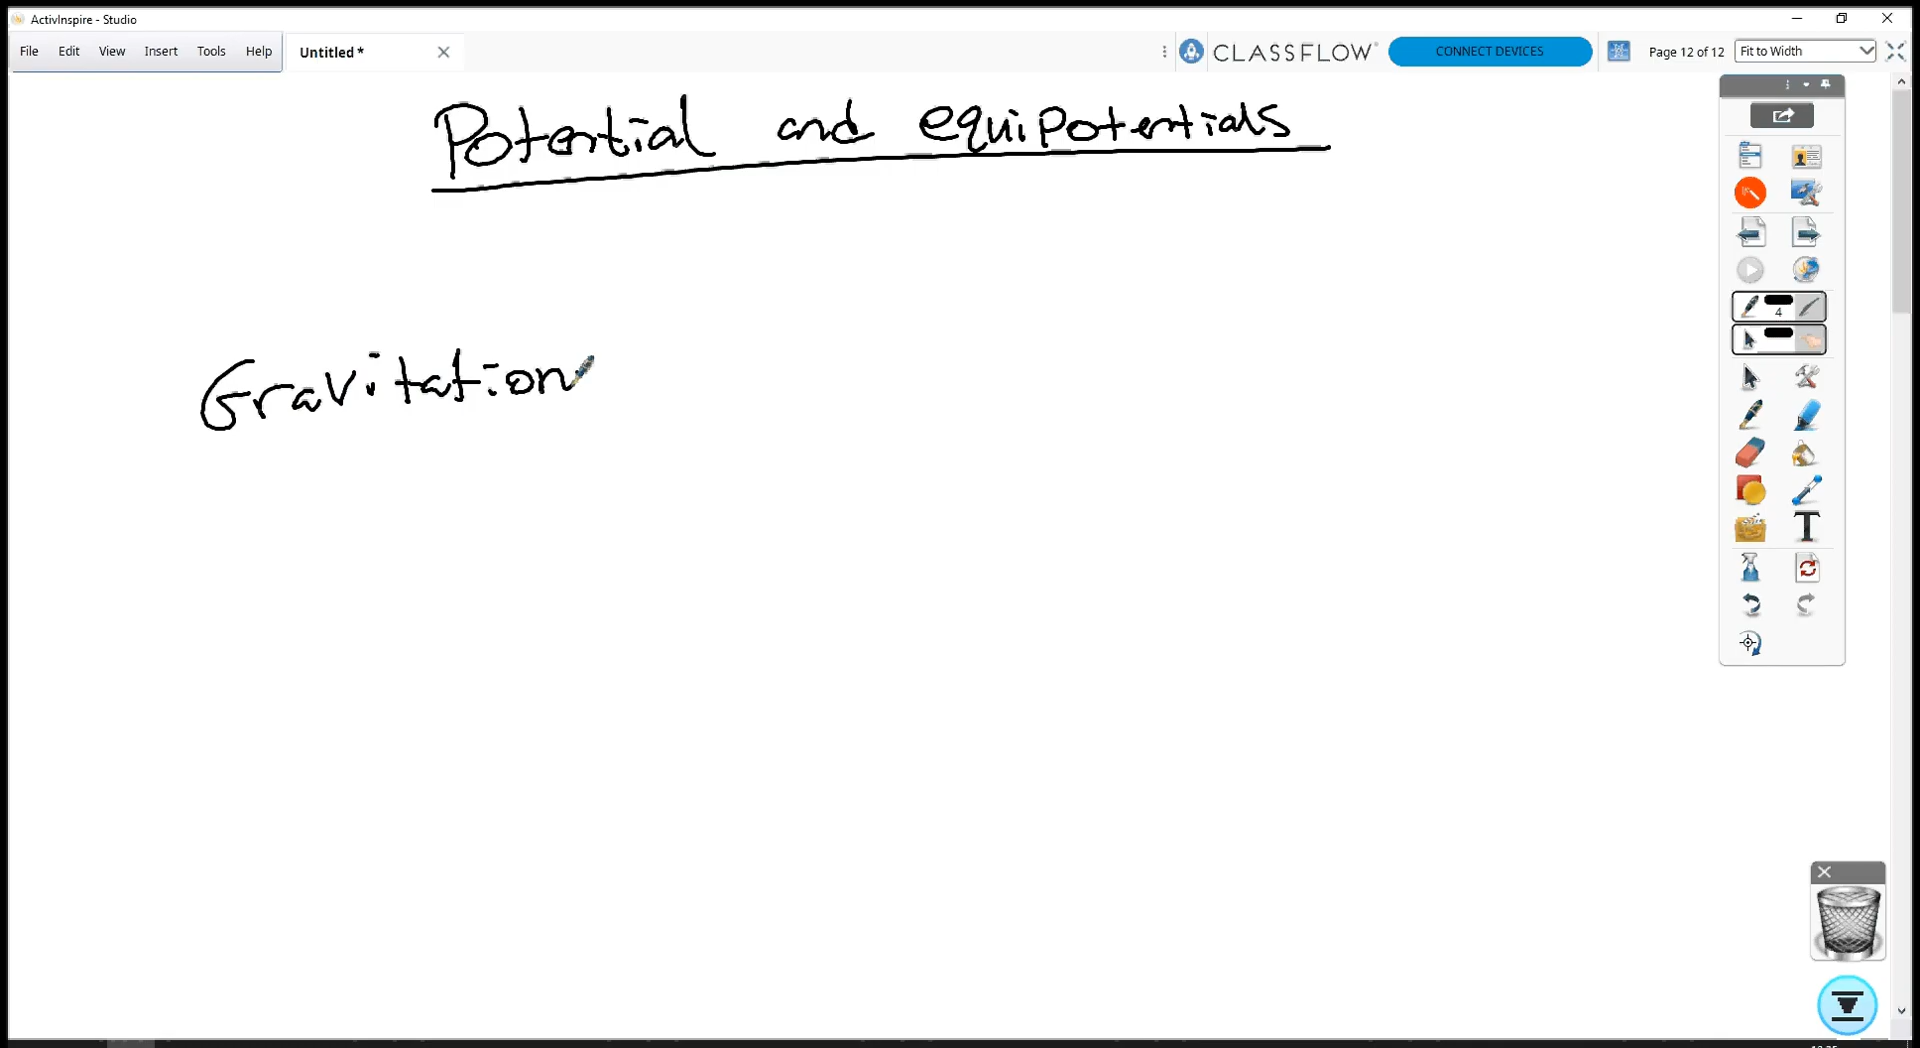 ActivInspire - Studio
File Edit View Insert Tools Help Untitled * CLASSFLOW CONNECT DEVICES Page 12 of 12 Fit to Width
Potential and equipotentials
4
Gravitation
T